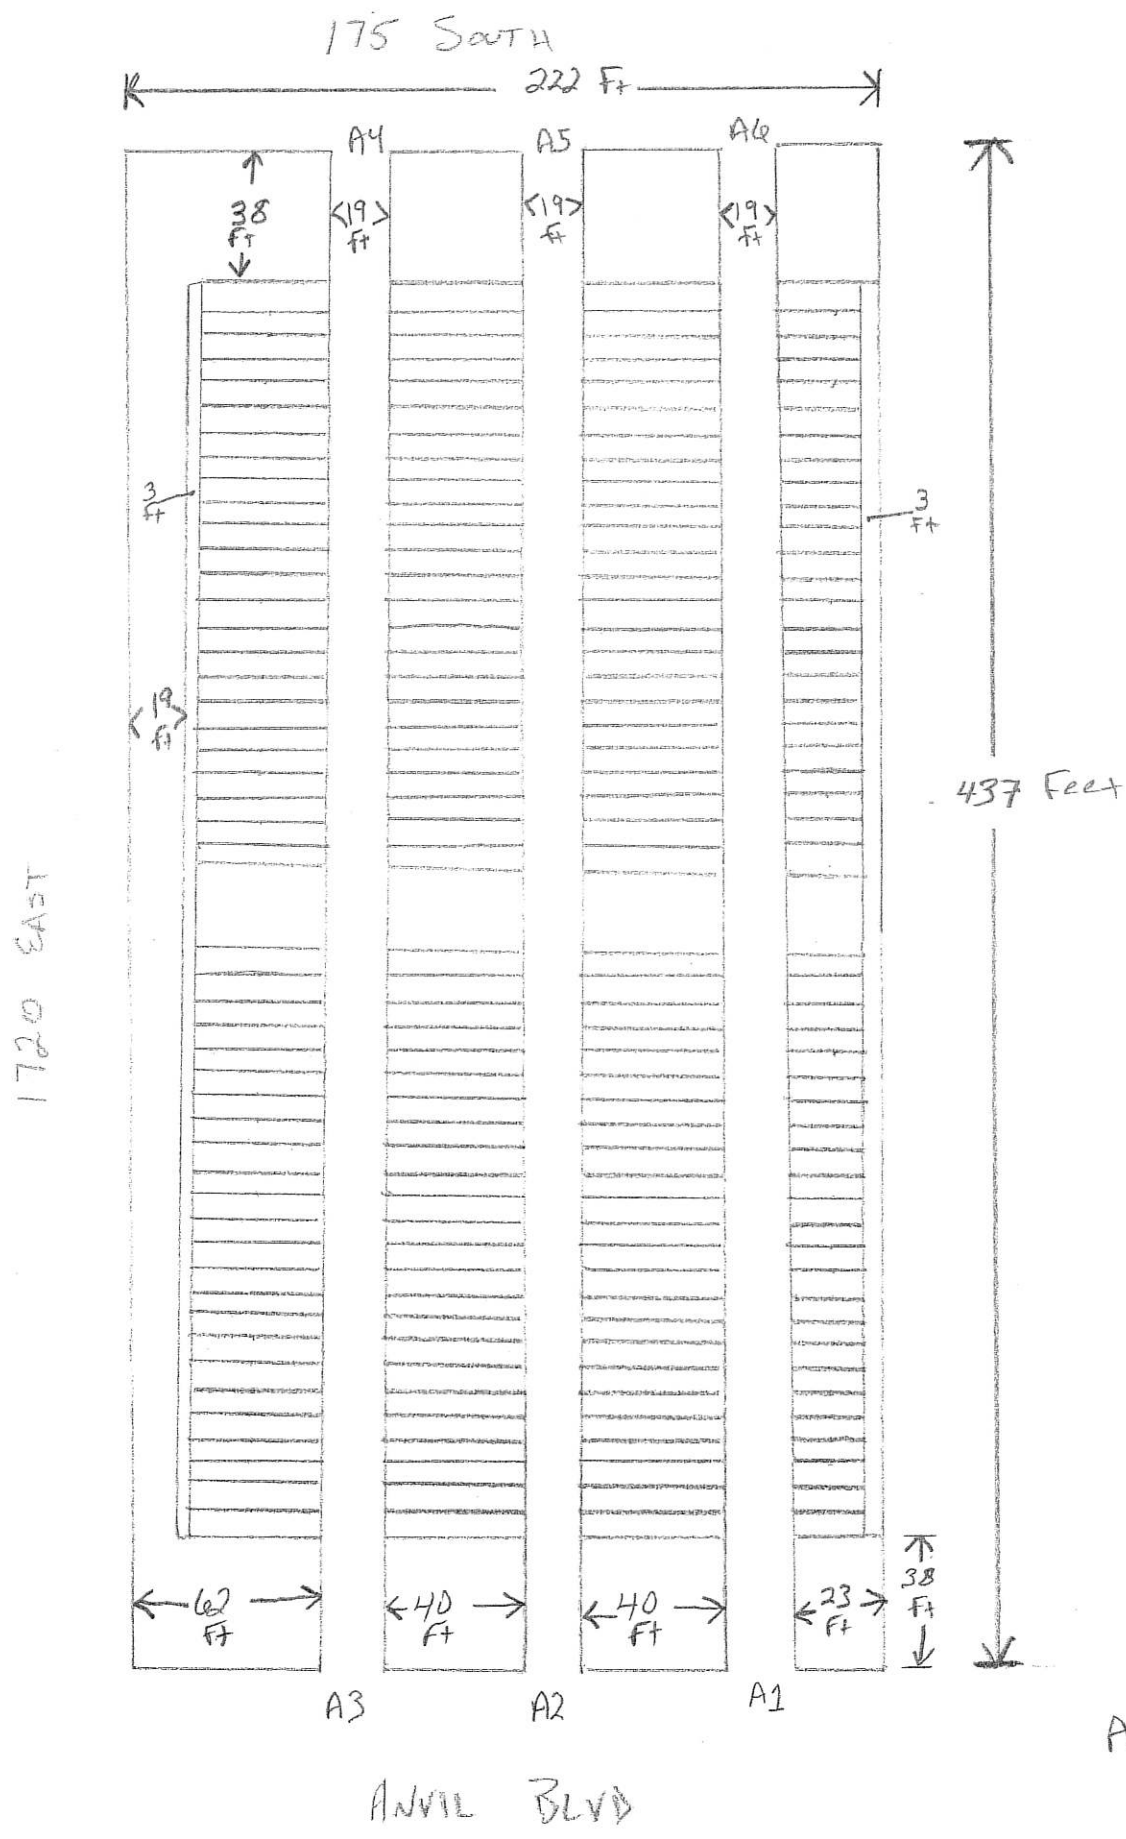 175 SOUTH
222 Ft
A4 A5 A6
38
Ft
<19>
Ft
<19>
Ft
<19>
Ft
3
Ft
3
Ft
<19>
Ft
437 Feet
1720 EAST
62
Ft
40
Ft
40
Ft
23
Ft
38
Ft
A3 A2 A1
ANVIL BLVD